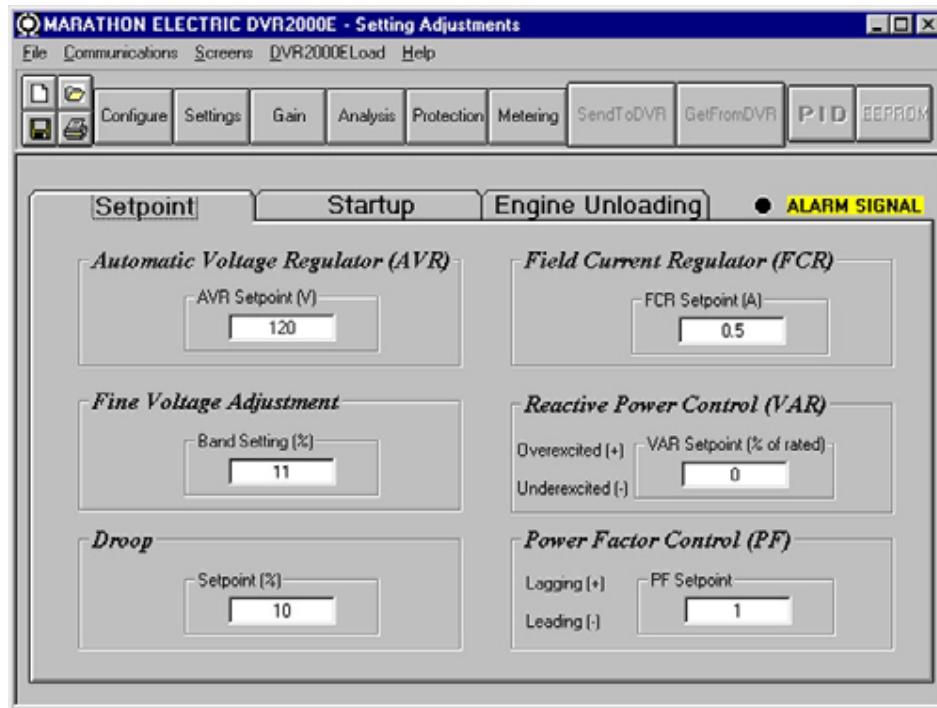 MARATHON ELECTRIC DVR2000E - Setting Adjustments
File Communications Screens DVR2000ELoad Help
Configure Settings Gain Analysis Protection Metering SendToDVR GetFromDVR PID EEPROM
Setpoint Startup Engine Unloading ALARM SIGNAL
Automatic Voltage Regulator (AVR)
AVR Setpoint (V)
120
Field Current Regulator (FCR)
FCR Setpoint (A)
0.5
Fine Voltage Adjustment
Band Setting (%)
11
Reactive Power Control (VAR)
Overexcited (+)
Underexcited (-)
VAR Setpoint (% of rated)
0
Droop
Setpoint (%)
10
Power Factor Control (PF)
Lagging (+)
Leading (-)
PF Setpoint
1